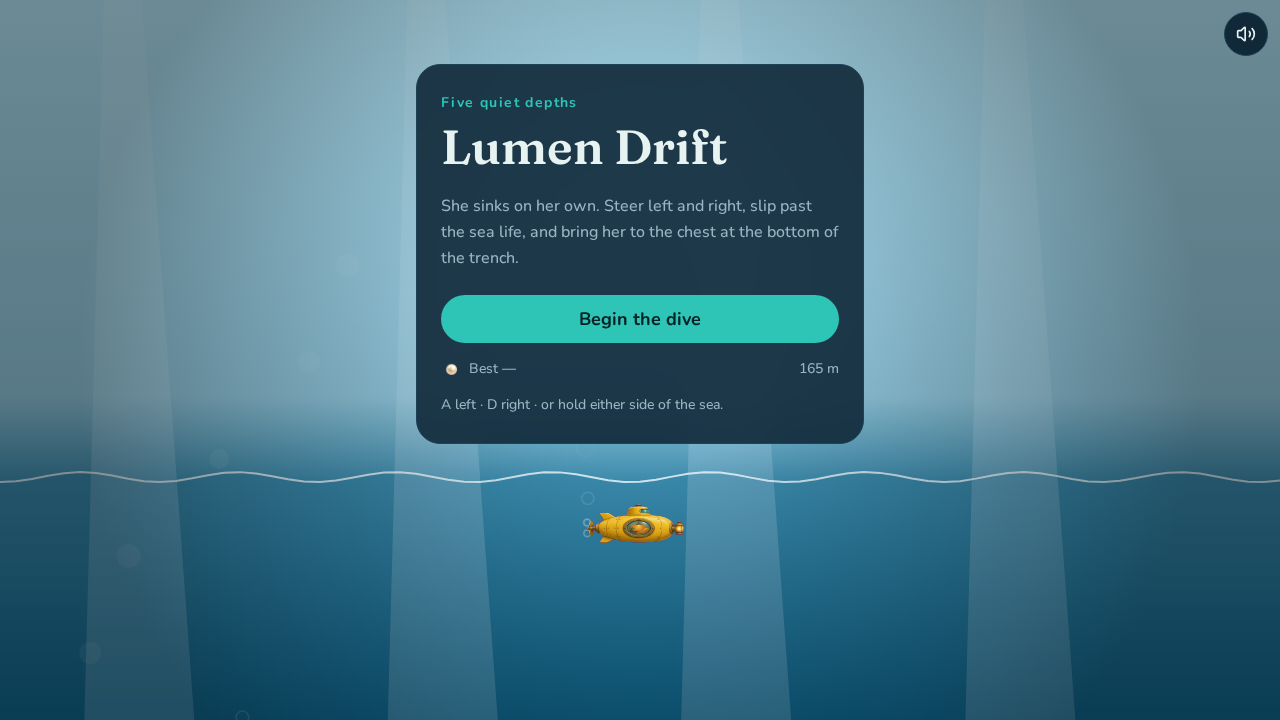 Five quiet depths
Lumen Drift
She sinks on her own. Steer left and right, slip past
the sea life, and bring her to the chest at the bottom of
the trench.
Begin the dive
Best — 165 m
A left · D right · or hold either side of the sea.